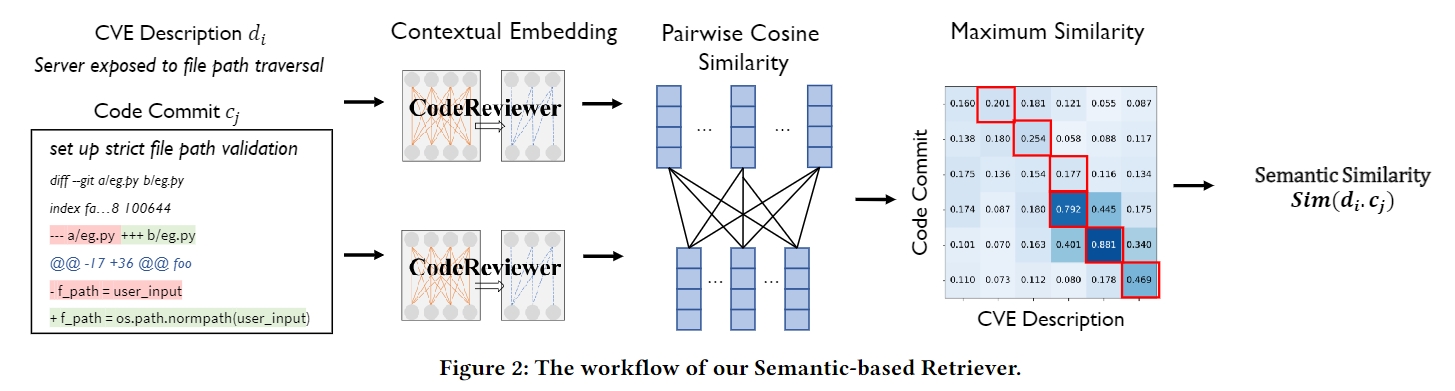 CVE Description d_i
Server exposed to file path traversal
Code Commit c_j
set up strict file path validation
diff --git a/eg.py b/eg.py
index fa...8 100644
--- a/eg.py +++ b/eg.py
@@ -17 +36 @@ foo
- f_path = user_input
+ f_path = os.path.normpath(user_input)
Contextual Embedding
CodeReviewer
CodeReviewer
Pairwise Cosine
Similarity
... ...
... ...
Maximum Similarity
Code Commit
0.160 0.201 0.181 0.121 0.055 0.087
0.138 0.180 0.254 0.058 0.088 0.117
0.175 0.136 0.154 0.177 0.116 0.134
0.174 0.087 0.180 0.792 0.445 0.175
0.101 0.070 0.163 0.401 0.881 0.340
0.110 0.073 0.112 0.080 0.178 0.469
CVE Description
Semantic Similarity
Sim(d_i. c_j)
Figure 2: The workflow of our Semantic-based Retriever.